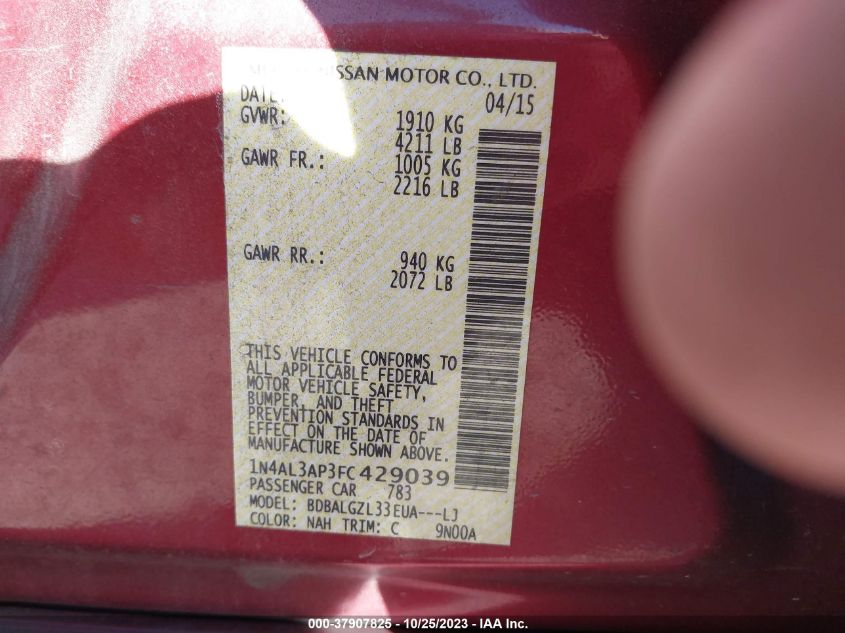 NISSAN MOTOR CO., LTD.
DATE: 04/15
GVWR: 1910 KG
4211 LB
GAWR FR.: 1005 KG
2216 LB
GAWR RR.: 940 KG
2072 LB
THIS VEHICLE CONFORMS TO
ALL APPLICABLE FEDERAL
MOTOR VEHICLE SAFETY,
BUMPER, AND THEFT
PREVENTION STANDARDS IN
EFFECT ON THE DATE OF
MANUFACTURE SHOWN ABOVE.
1N4AL3AP3FC429039
PASSENGER CAR 783
MODEL: BDBALGZL33EUA---LJ
COLOR: NAH TRIM: C 9N00A
000-37907825 - 10/25/2023 - IAA Inc.